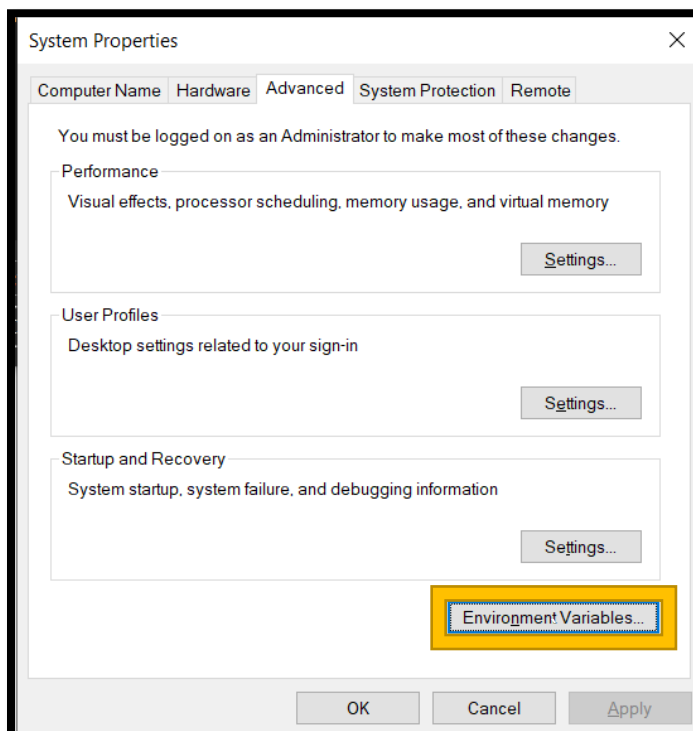 System Properties
Computer Name Hardware Advanced System Protection Remote
You must be logged on as an Administrator to make most of these changes.
Performance
Visual effects, processor scheduling, memory usage, and virtual memory
Settings...
User Profiles
Desktop settings related to your sign-in
Settings...
Startup and Recovery
System startup, system failure, and debugging information
Settings...
Environment Variables...
OK Cancel Apply